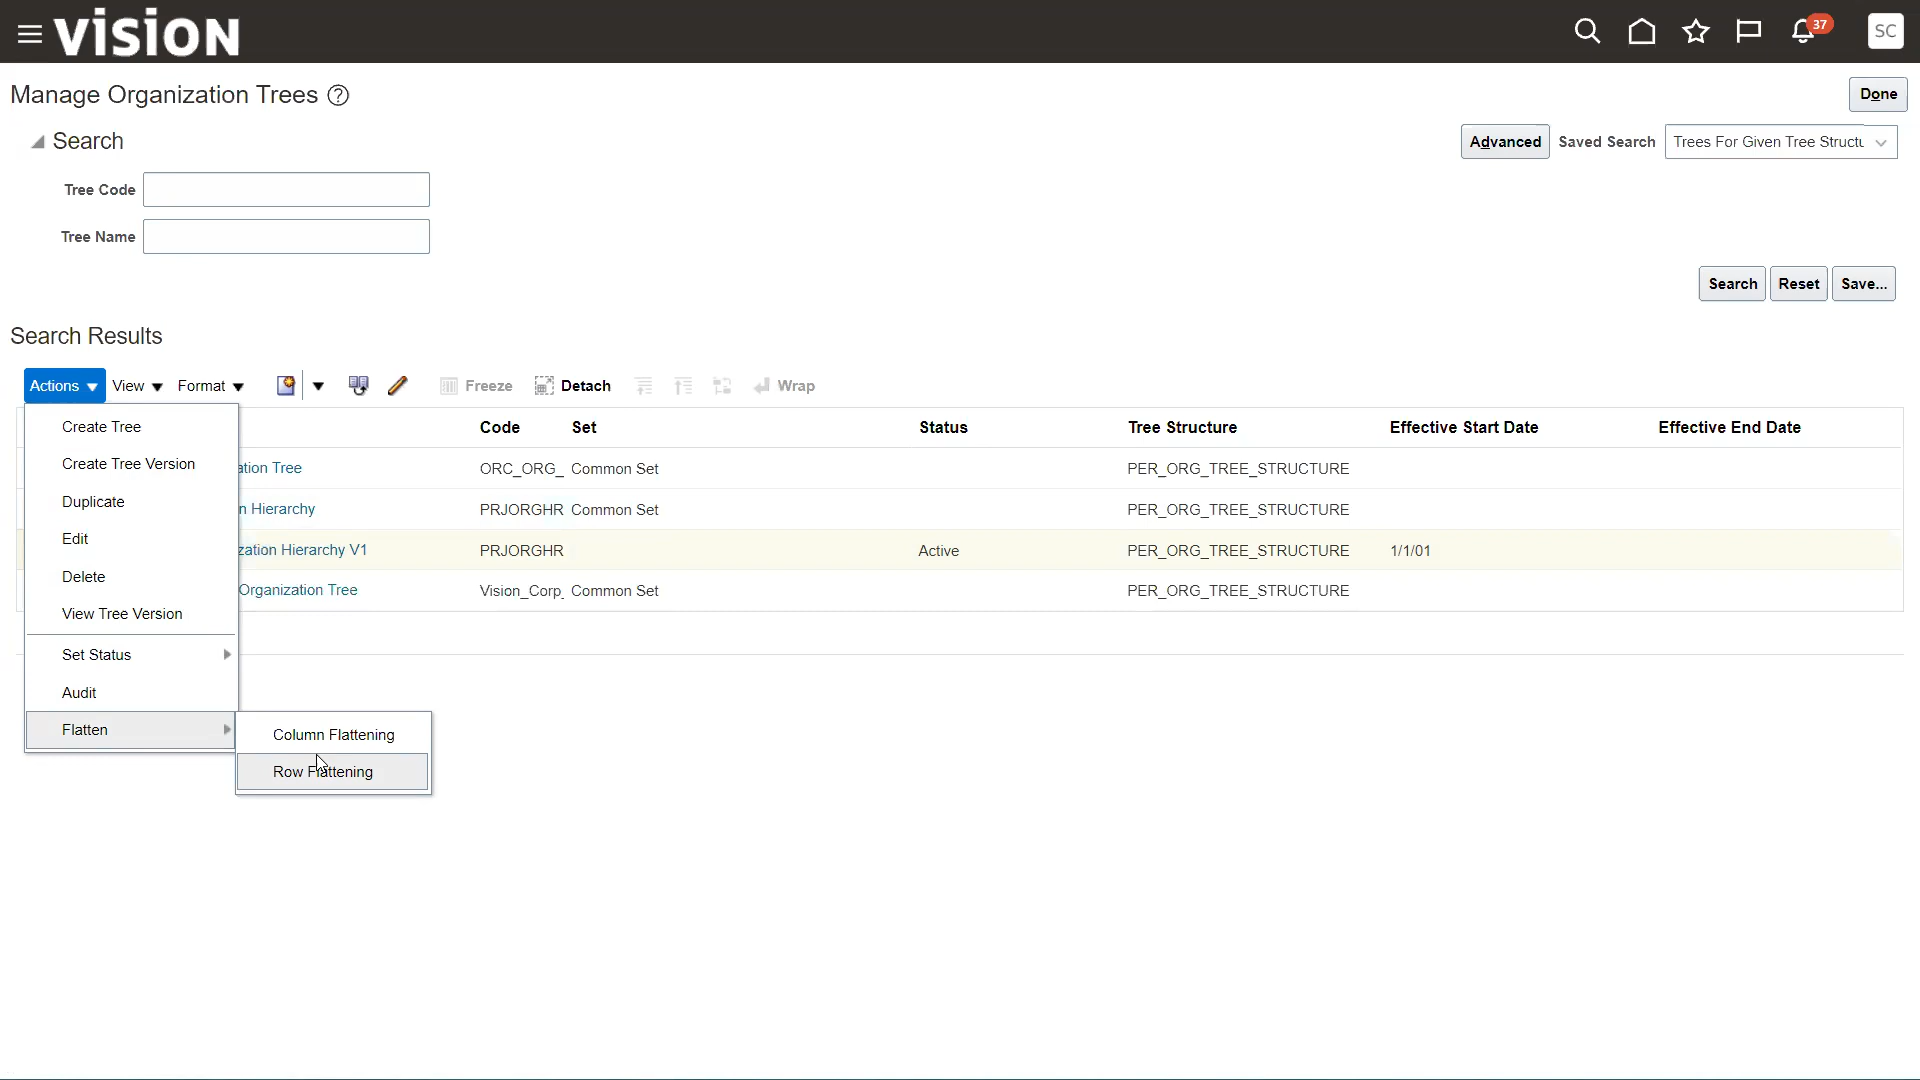 vision
37
SC
Manage Organization Trees ?
Done
Search
Advanced Saved Search Trees For Given Tree Structu
Tree Code
Tree Name
Search Reset Save...
Search Results
Actions View Format Freeze Detach Wrap
Code Set Status Tree Structure Effective Start Date Effective End Date
ation Tree ORC_ORG_ Common Set PER_ORG_TREE_STRUCTURE
n Hierarchy PRJORGHR Common Set PER_ORG_TREE_STRUCTURE
zation Hierarchy V1 PRJORGHR Active PER_ORG_TREE_STRUCTURE 1/1/01
Organization Tree Vision_Corp_ Common Set PER_ORG_TREE_STRUCTURE
Create Tree
Create Tree Version
Duplicate
Edit
Delete
View Tree Version
Set Status
Audit
Flatten
Column Flattening
Row Flattening